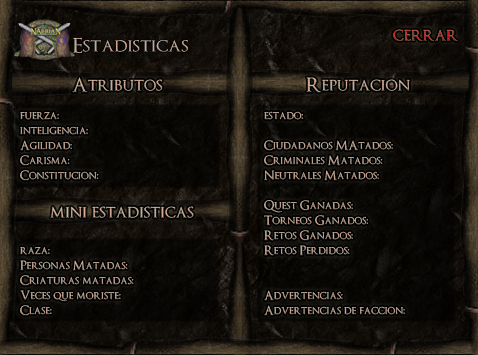 Estadisticas
CERRAR
Atributos
fuerza:
inteligencia:
Agilidad:
Carisma:
Constitucion:
mini estadisticas
raza:
Personas Matadas:
Criaturas matadas:
Veces que moriste:
Clase:
Reputación
estado:
Ciudadanos MAtados:
Criminales Matados:
Neutrales Matados:
Quest Ganadas:
Torneos Ganados:
Retos Ganados:
Retos Perdidos:
Advertencias:
Advertencias de faccion: